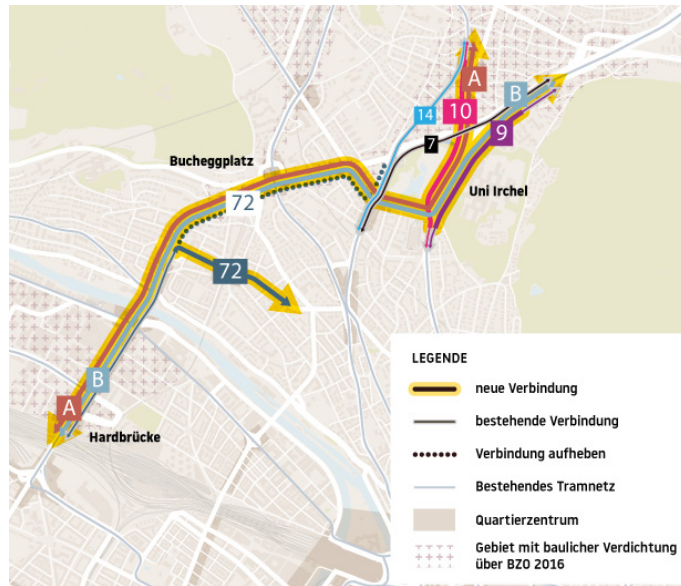 A
B
14
10
7
9
Bucheggplatz
Uni Irchel
72
72
B
A
Hardbrücke
LEGENDE
neue Verbindung
bestehende Verbindung
Verbindung aufheben
Bestehendes Tramnetz
Quartierzentrum
Gebiet mit baulicher Verdichtung
über BZO 2016